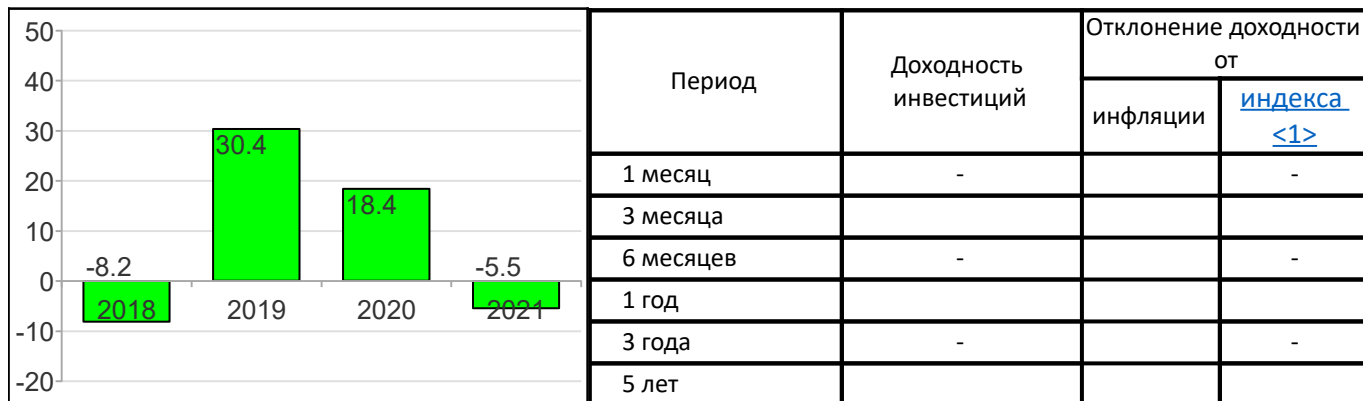 50
40
30
20
10
0
-10
-20
-8.2
30.4
18.4
-5.5
2018
2019
2020
2021
Период
Доходность
инвестиций
Отклонение доходности
от
инфляции
индекса
<1>
1 месяц - -
3 месяца
6 месяцев - -
1 год
3 года - -
5 лет